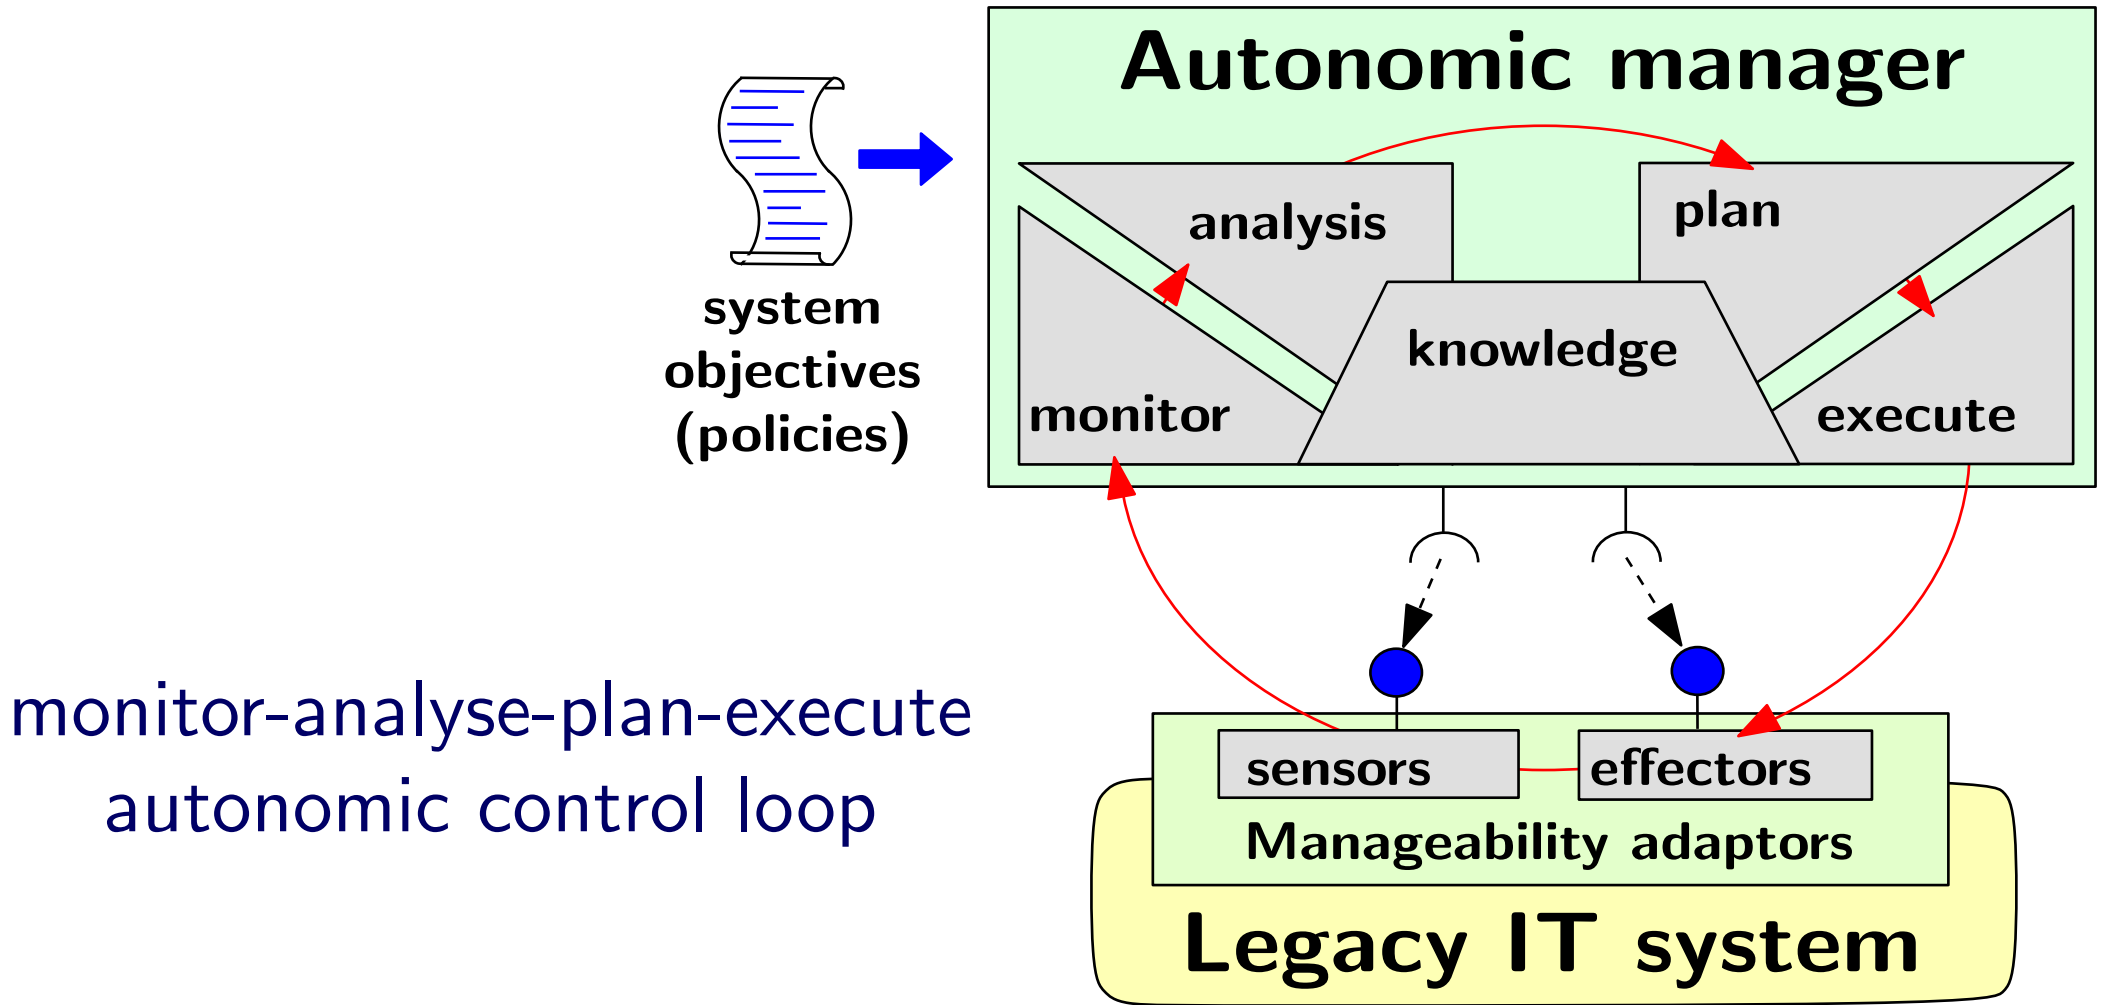 Autonomic manager
analysis
plan
system
objectives
(policies)
knowledge
monitor
execute
monitor-analyse-plan-execute
autonomic control loop
sensors
effectors
Manageability adaptors
Legacy IT system